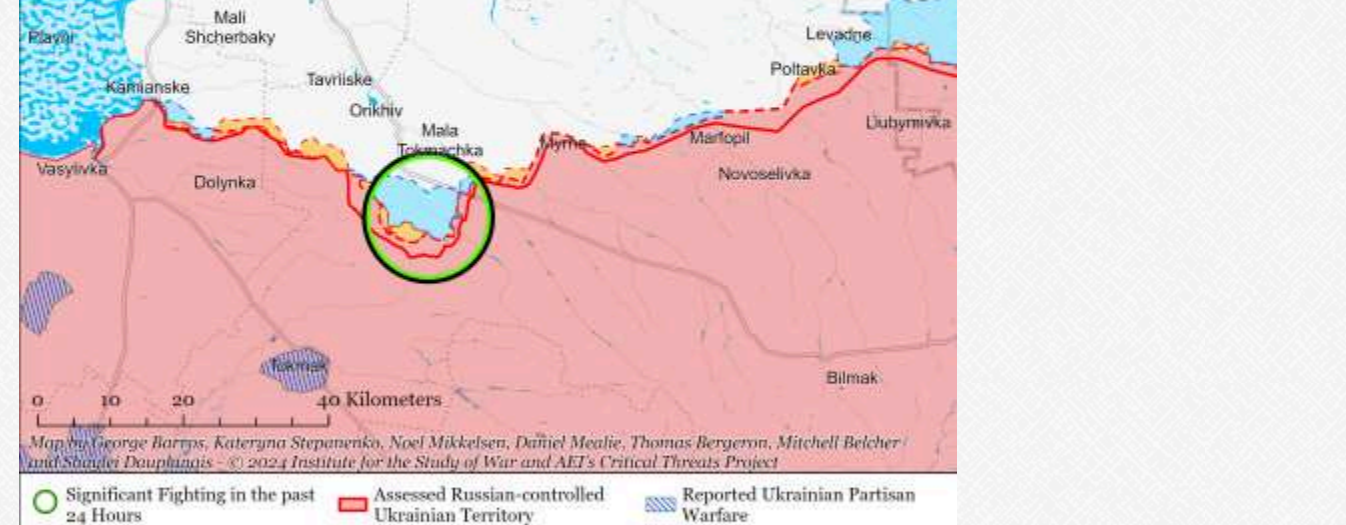 Mali
Shcherbaky
Plavni
Levadne
Poltavka
Kamianske
Tavriiske
Orikhiv
Mala
Tokmachka
Myrne
Marfopil
Liubymivka
Vasylivka
Dolynka
Novoselivka
Tokmak
Bilmak
0 10 20 40 Kilometers
Map by George Barros, Kateryna Stepanenko, Noel Mikkelsen, Daniel Mealie, Thomas Bergeron, Mitchell Belcher
and Shaylei Dauphinais - © 2024 Institute for the Study of War and AEI's Critical Threats Project
Significant Fighting in the past
24 Hours
Assessed Russian-controlled
Ukrainian Territory
Reported Ukrainian Partisan
Warfare